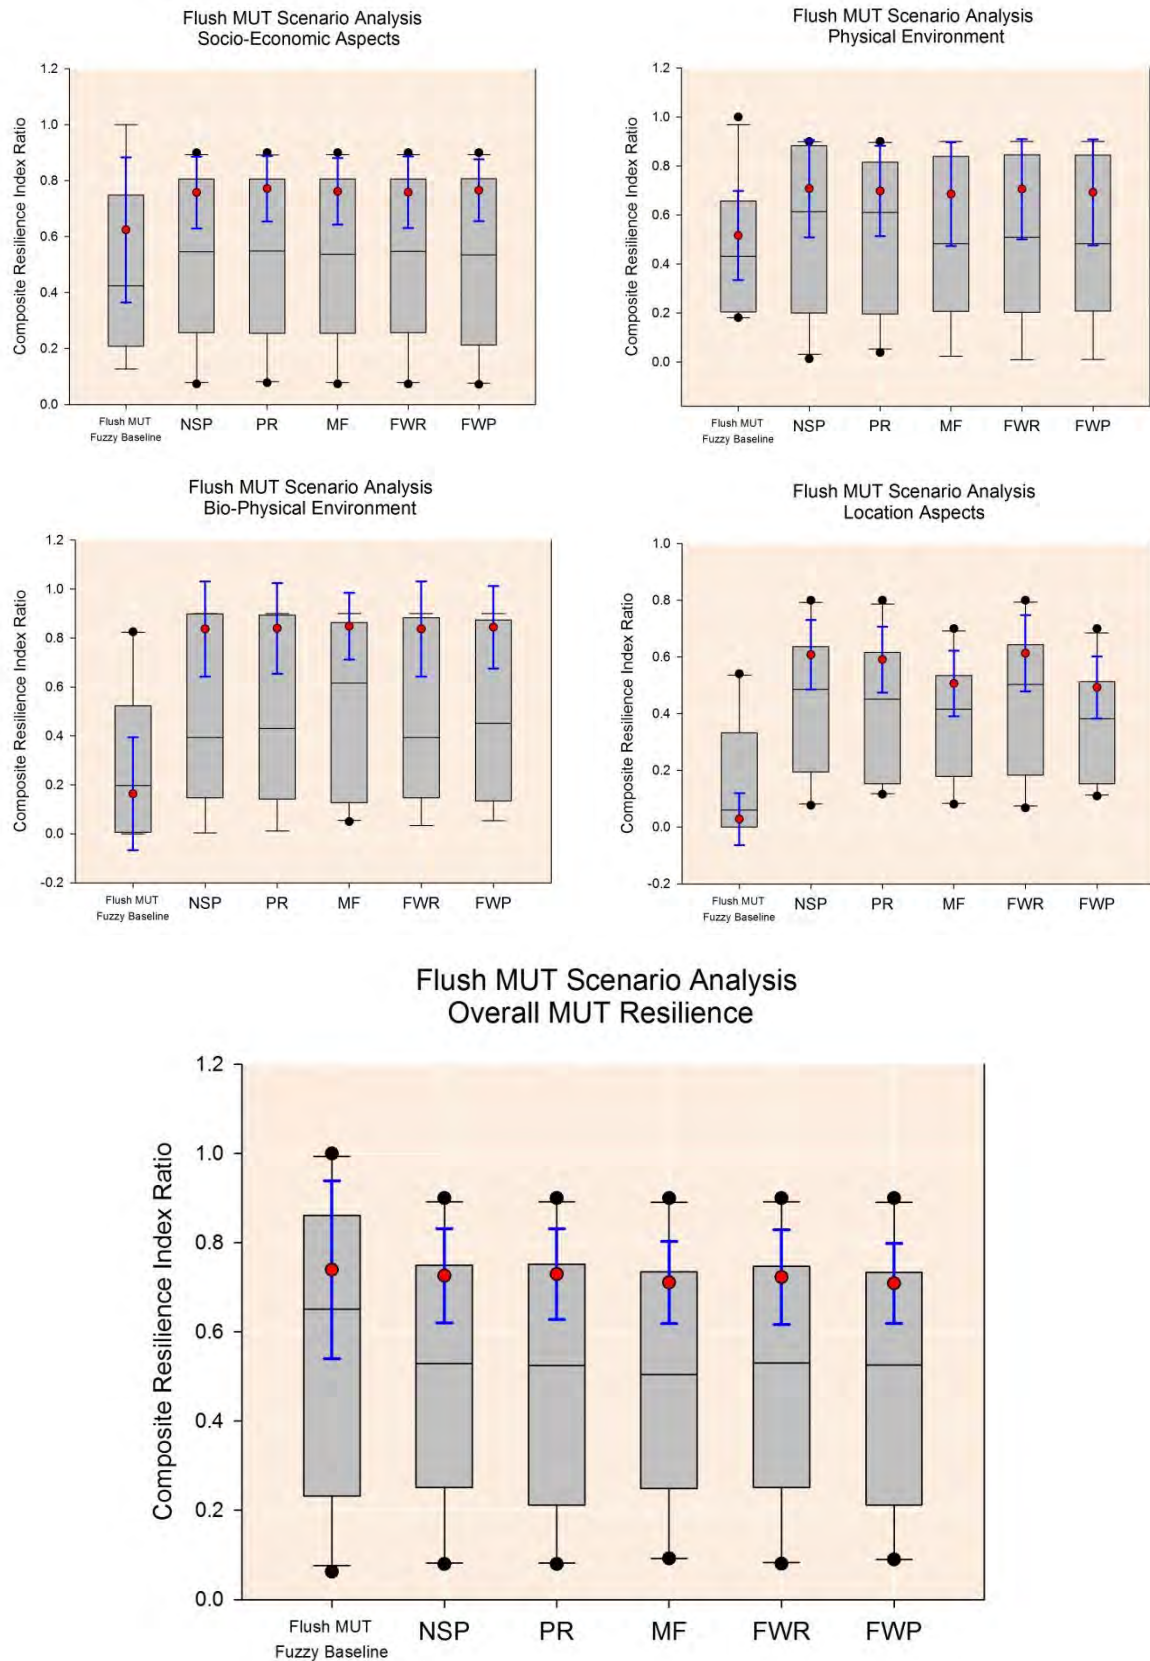 Flush MUT Scenario Analysis
Socio-Economic Aspects
Composite Resilience Index Ratio
1.2
1.0
0.8
0.6
0.4
0.2
0.0
Flush MUT
Fuzzy Baseline
NSP
PR
MF
FWR
FWP
Flush MUT Scenario Analysis
Physical Environment
Composite Resilience Index Ratio
1.2
1.0
0.8
0.6
0.4
0.2
0.0
Flush MUT
Fuzzy Baseline
NSP
PR
MF
FWR
FWP
Flush MUT Scenario Analysis
Bio-Physical Environment
Composite Resilience Index Ratio
1.2
1.0
0.8
0.6
0.4
0.2
0.0
-0.2
Flush MUT
Fuzzy Baseline
NSP
PR
MF
FWR
FWP
Flush MUT Scenario Analysis
Location Aspects
Composite Resilience Index Ratio
1.0
0.8
0.6
0.4
0.2
0.0
-0.2
Flush MUT
Fuzzy Baseline
NSP
PR
MF
FWR
FWP
Flush MUT Scenario Analysis
Overall MUT Resilience
Composite Resilience Index Ratio
1.2
1.0
0.8
0.6
0.4
0.2
0.0
Flush MUT
Fuzzy Baseline
NSP
PR
MF
FWR
FWP